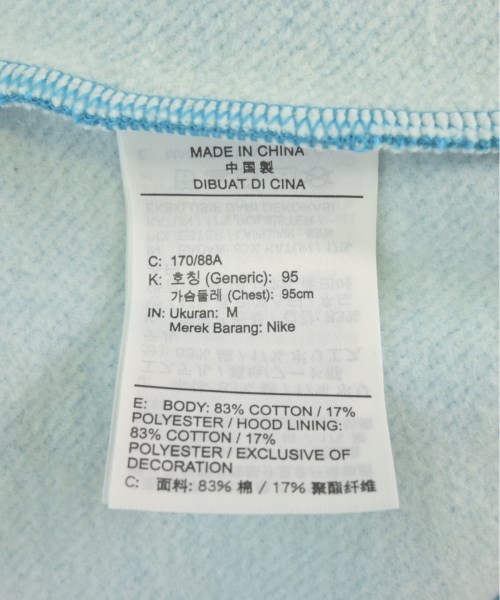 MADE IN CHINA
中国製
DIBUAT DI CINA
C: 170/88A
K: 호칭 (Generic): 95
가슴둘레 (Chest): 95cm
IN: Ukuran: M
Merek Barang: Nike
E: BODY: 83% COTTON / 17%
POLYESTER / HOOD LINING:
83% COTTON / 17%
POLYESTER / EXCLUSIVE OF
DECORATION
C: 面料: 83% 棉 / 17% 聚酯纤维